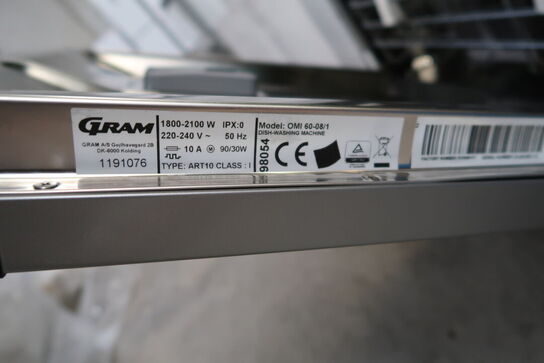 GRAM
GRAM A/S Gejlhavegard 2B
DK-6000 Kolding
1191076
1800-2100 W IPX:0
220-240 V ~ 50 Hz
10 A M 90/30W
TYPE: ART10 CLASS : I
98054
Model: OMI 60-08/1
DISH-WASHING MACHINE
CE